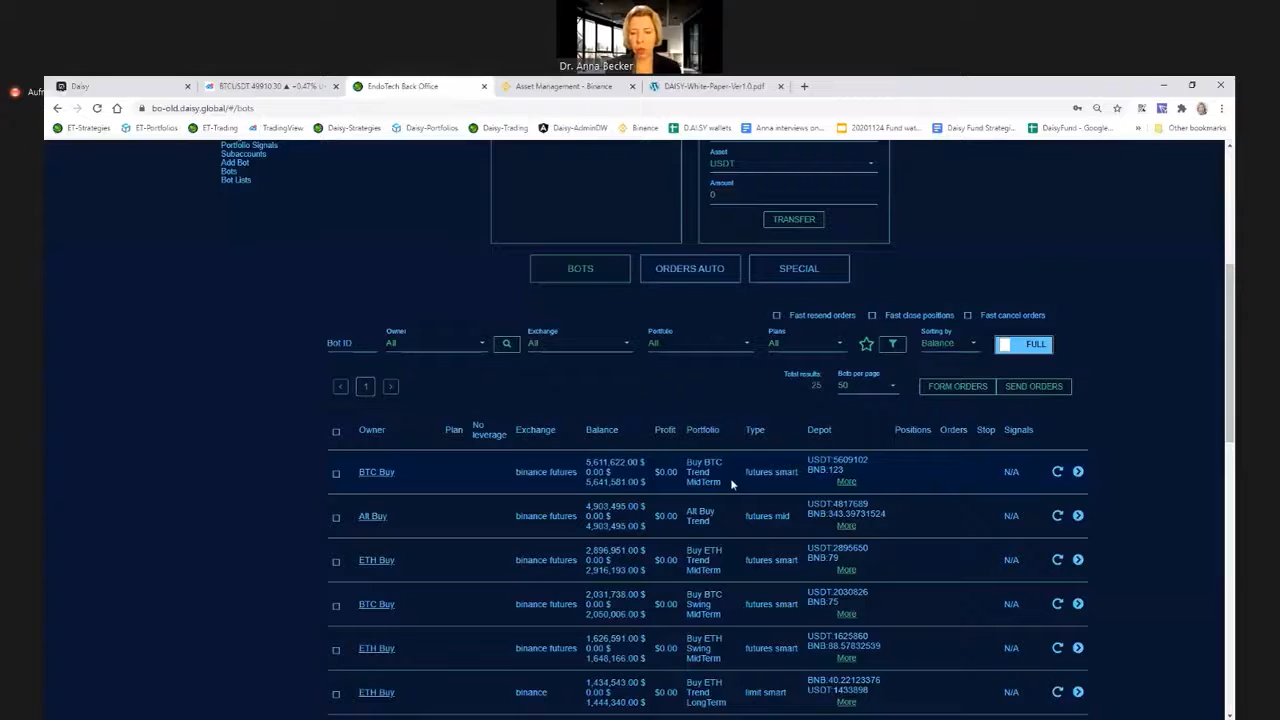 Dr. Anna Becker
Aufn
Daisy
BTCUSDT 49910.30 ▲ +0.47% U
EndoTech Back Office
Asset Management - Binance
DAISY-White-Paper-Ver1.0.pdf
bo-old.daisy.global/#/bots
ET-Strategies ET-Portfolios ET-Trading TradingView Daisy-Strategies Daisy-Portfolios Daisy-Trading Daisy-AdminDW Binance D.AI.SY wallets Anna interviews on... 20201124 Fund wat... Daisy Fund Strategi... DaisyFund - Google... » Other bookmarks
Portfolio Signals
Subaccounts
Add Bot
Bots
Bot Lists
Asset
USDT
Amount
0
TRANSFER
BOTS ORDERS AUTO SPECIAL
Fast resend orders Fast close positions Fast cancel orders
Owner Exchange Portfolio Plans Sorting by
Bot ID All All All All Balance FULL
Total results: Bots per page
< 1 > 25 50 FORM ORDERS SEND ORDERS
Owner Plan No leverage Exchange Balance Profit Portfolio Type Depot Positions Orders Stop Signals
5,611,622.00 $ Buy BTC USDT:5609102
BTC Buy binance futures 0.00 $ $0.00 Trend futures smart BNB:123 N/A
5,641,581.00 $ MidTerm More
4,903,495.00 $ Alt Buy USDT:4817689
Alt Buy binance futures 0.00 $ $0.00 Trend futures mid BNB:343.39731524 N/A
4,903,495.00 $ More
2,896,951.00 $ Buy ETH USDT:2895650
ETH Buy binance futures 0.00 $ $0.00 Trend futures smart BNB:79 N/A
2,916,193.00 $ MidTerm More
2,031,738.00 $ Buy BTC USDT:2030826
BTC Buy binance futures 0.00 $ $0.00 Swing futures smart BNB:75 N/A
2,050,006.00 $ MidTerm More
1,626,591.00 $ Buy ETH USDT:1625860
ETH Buy binance futures 0.00 $ $0.00 Swing futures smart BNB:88.57832539 N/A
1,648,166.00 $ MidTerm More
1,434,543.00 $ Buy ETH BNB:40.22123376
ETH Buy binance 0.00 $ $0.00 Trend limit smart USDT:1433898 N/A
1,444,340.00 $ LongTerm More